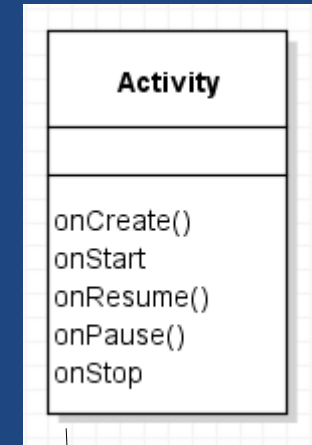 Activity
onCreate()
onStart
onResume()
onPause()
onStop